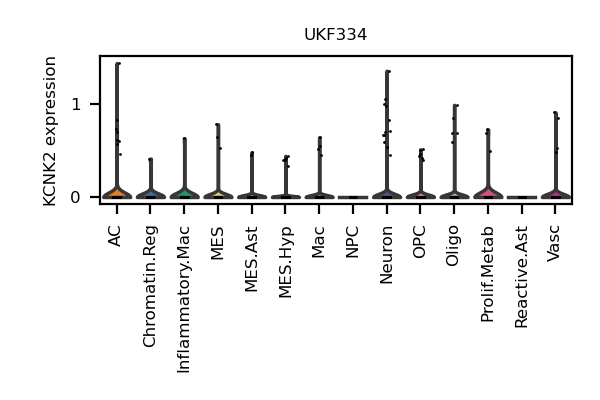 UKF334
KCNK2 expression
1
0
AC
Chromatin.Reg
Inflammatory.Mac
MES
MES.Ast
MES.Hyp
Mac
NPC
Neuron
OPC
Oligo
Prolif.Metab
Reactive.Ast
Vasc